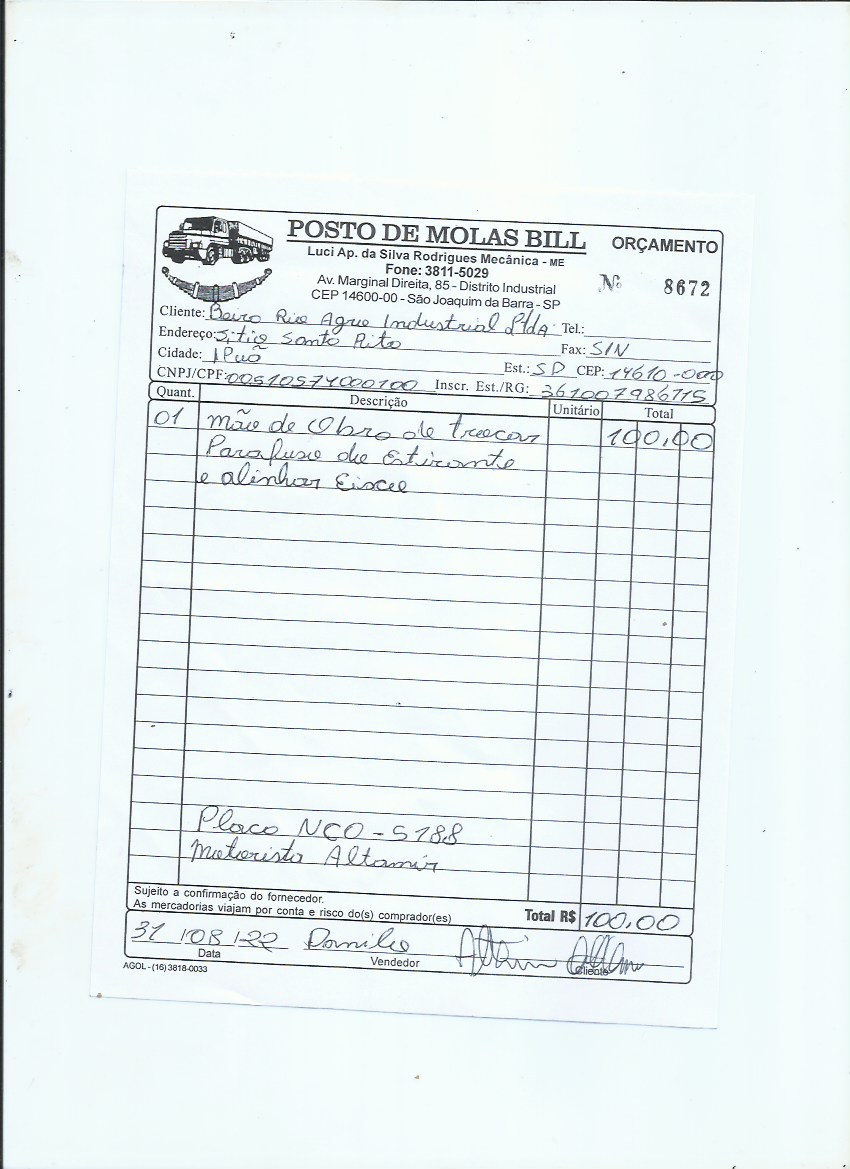 POSTO DE MOLAS BILL
ORÇAMENTO
Luci Ap. da Silva Rodrigues Mecânica - ME
Fone: 3811-5029
Av. Marginal Direita, 85 - Distrito Industrial
CEP 14600-00 - São Joaquim da Barra - SP
Nº 8672
Cliente: Beira Rio Agro Industrial Ltda Tel.:
Endereço: Sitio Santa Rita Fax: S/N
Cidade: Ipuã Est.: SP CEP: 14610-000
CNPJ/CPF: 00510574000100 Inscr. Est./RG: 361007986115
Quant. Descrição Unitário Total
01 Mão de Obra de trocar 100,00
Parafuso de Estirante
e alinhar Eixo
Placa NCO-5188
Motorista Altamir
Sujeito a confirmação do fornecedor.
As mercadorias viajam por conta e risco do(s) comprador(es)
Total R$ 100,00
31/08/22 Danilo
Data Vendedor Cliente
AGOL - (16) 3818-0033